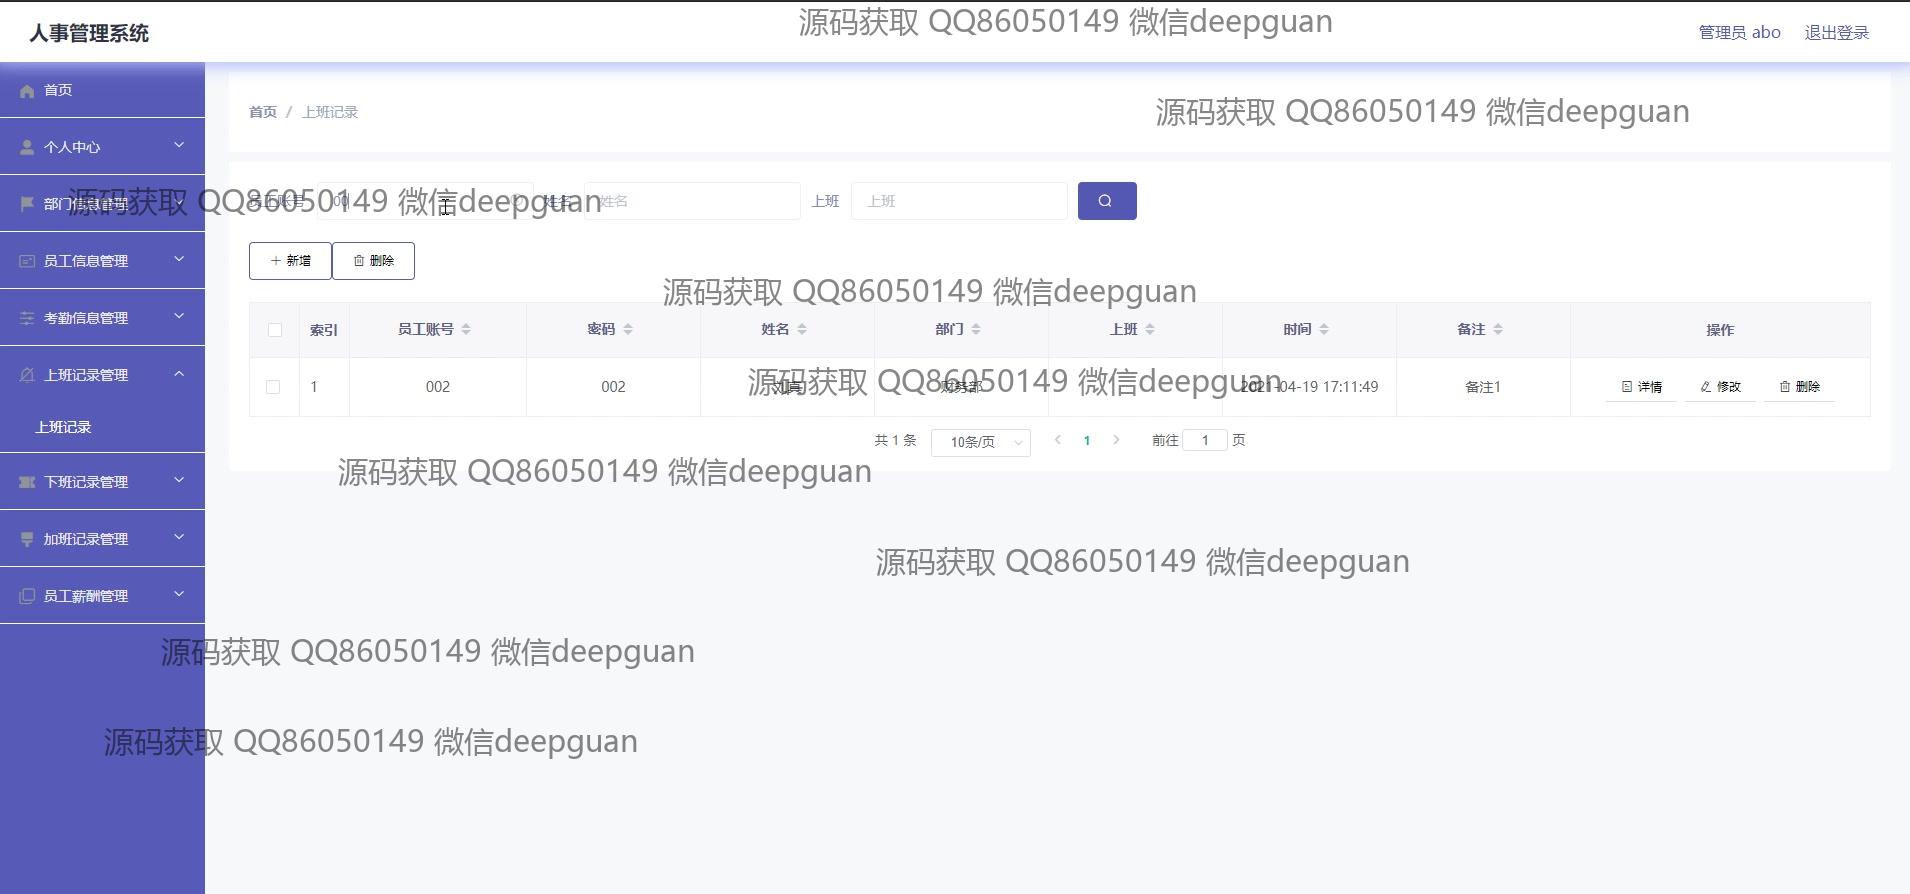 人事管理系统
源码获取 QQ86050149 微信deepguan
管理员 abo 退出登录
首页
首页 / 上班记录
源码获取 QQ86050149 微信deepguan
个人中心
部门信息管理
源码获取 QQ86050149 微信deepguan
员工账号 00 姓名 姓名 上班 上班
员工信息管理
新增 删除
源码获取 QQ86050149 微信deepguan
考勤信息管理
索引 员工账号 密码 姓名 部门 上班 时间 备注 操作
上班记录管理
源码获取 QQ86050149 微信deepguan
1 002 002 财务部 2021-04-19 17:11:49 备注1 详情 修改 删除
上班记录
共 1 条 10条/页 1 前往 1 页
源码获取 QQ86050149 微信deepguan
下班记录管理
加班记录管理
源码获取 QQ86050149 微信deepguan
员工薪酬管理
源码获取 QQ86050149 微信deepguan
源码获取 QQ86050149 微信deepguan